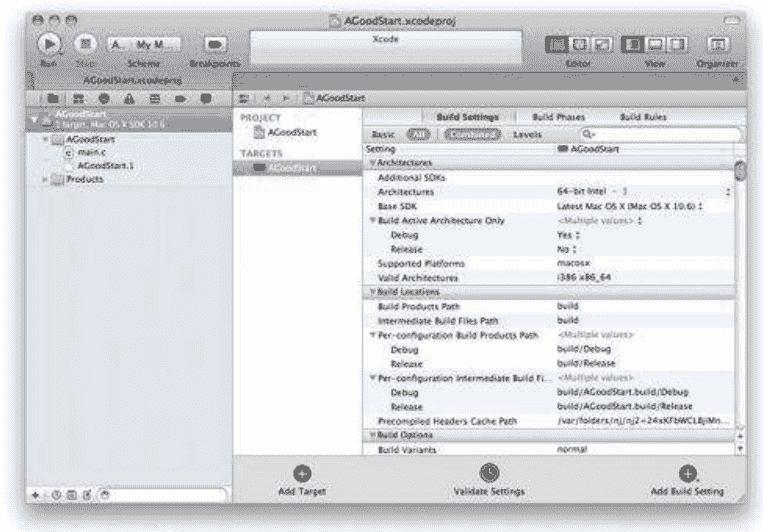 AGoodStart.xcodeproj
Xcode
A.. My M...
Run Stop Scheme Breakpoints Editor View Organizer
AGoodStart.xcodeproj
AGoodStart
1 target, Mac OS X SDK 10.6
AGoodStart
main.c
AGoodStart.1
Products
AGoodStart
PROJECT
AGoodStart
TARGETS
AGoodStart
Build Settings Build Phases Build Rules
Basic All Combined Levels
Setting AGoodStart
Architectures
Additional SDKs
Architectures 64-bit Intel
Base SDK Latest Mac OS X (Mac OS X 10.6)
Build Active Architecture Only <Multiple values>
Debug Yes
Release No
Supported Platforms macosx
Valid Architectures i386 x86_64
Build Locations
Build Products Path build
Intermediate Build Files Path build
Per-configuration Build Products Path <Multiple values>
Debug build/Debug
Release build/Release
Per-configuration Intermediate Build Fi... <Multiple values>
Debug build/AGoodStart.build/Debug
Release build/AGoodStart.build/Release
Precompiled Headers Cache Path
Build Options
Build Variants normal
Add Target Validate Settings Add Build Setting